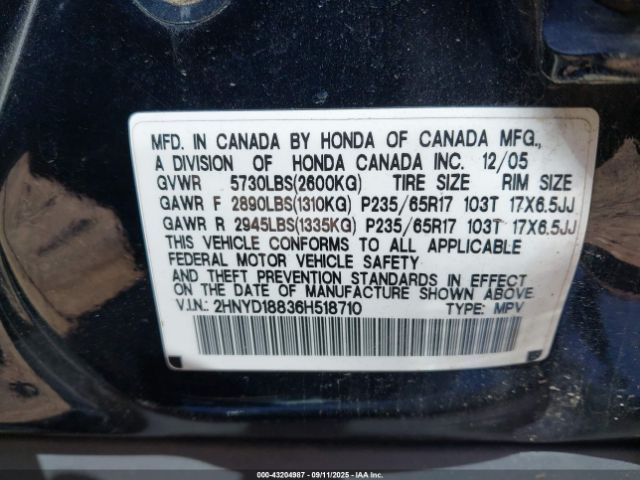 MFD. IN CANADA BY HONDA OF CANADA MFG.,
A DIVISION OF HONDA CANADA INC. 12/05
GVWR 5730LBS(2600KG) TIRE SIZE RIM SIZE
GAWR F 2890LBS(1310KG) P235/65R17 103T 17X6.5JJ
GAWR R 2945LBS(1335KG) P235/65R17 103T 17X6.5JJ
THIS VEHICLE CONFORMS TO ALL APPLICABLE
FEDERAL MOTOR VEHICLE SAFETY
AND THEFT PREVENTION STANDARDS IN EFFECT
ON THE DATE OF MANUFACTURE SHOWN ABOVE.
V.I.N.: 2HNYD18836H518710 TYPE: MPV
000-43204987 - 09/11/2025 - IAAI.COM